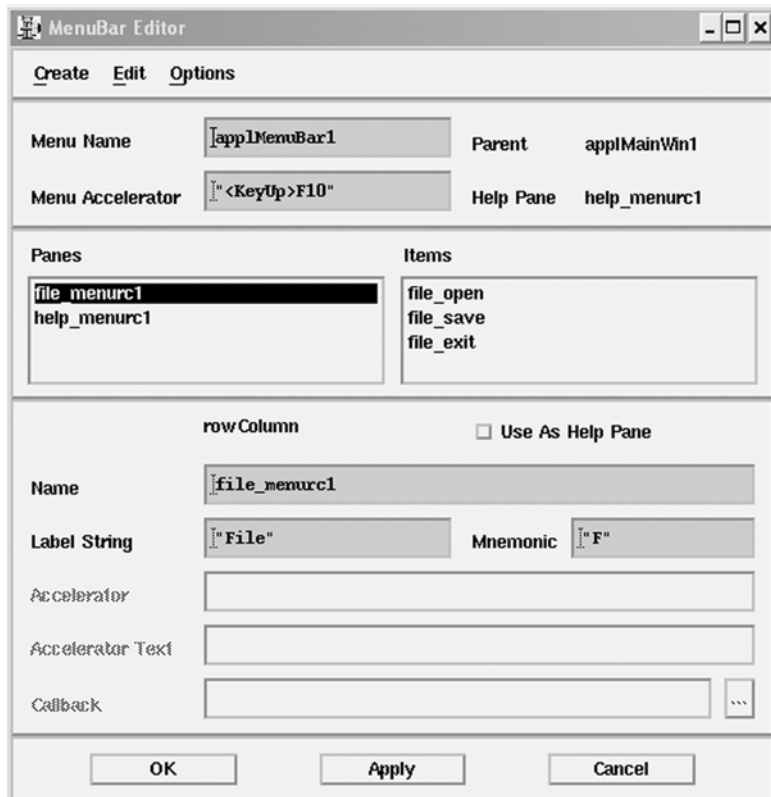 MenuBar Editor
Create Edit Options
Menu Name applMenuBar1 Parent applMainWin1
Menu Accelerator "<KeyUp>F10" Help Pane help_menurc1
Panes Items
file_menurc1 file_open
help_menurc1 file_save
file_exit
rowColumn Use As Help Pane
Name file_menurc1
Label String "File" Mnemonic "F"
Accelerator
Accelerator Text
Callback ...
OK Apply Cancel